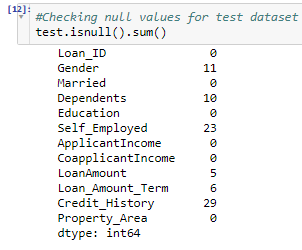 [12]:
#Checking null values for test dataset
test.isnull().sum()
Loan_ID 0
Gender 11
Married 0
Dependents 10
Education 0
Self_Employed 23
ApplicantIncome 0
CoapplicantIncome 0
LoanAmount 5
Loan_Amount_Term 6
Credit_History 29
Property_Area 0
dtype: int64